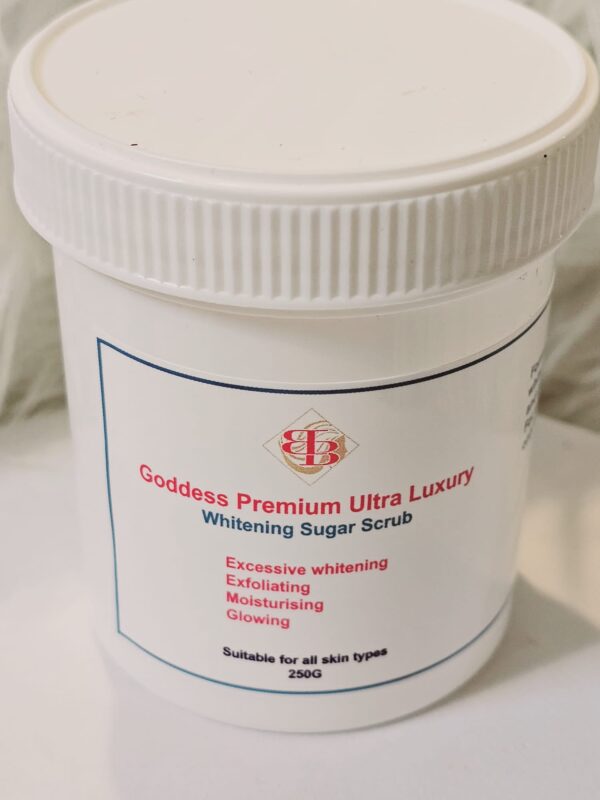 Goddess Premium Ultra Luxury
Whitening Sugar Scrub
Excessive whitening
Exfoliating
Moisturising
Glowing
Suitable for all skin types
250G